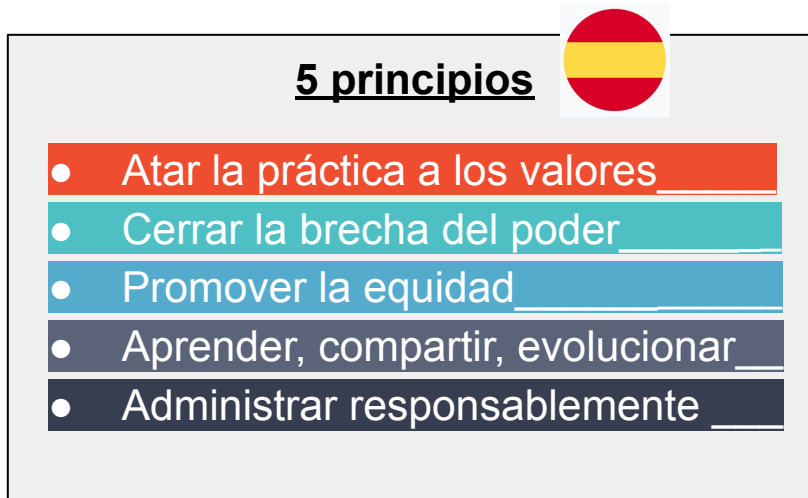 5 principios
● Atar la práctica a los valores_____
● Cerrar la brecha del poder_______
● Promover la equidad___________
● Aprender, compartir, evolucionar__
● Administrar responsablemente ___